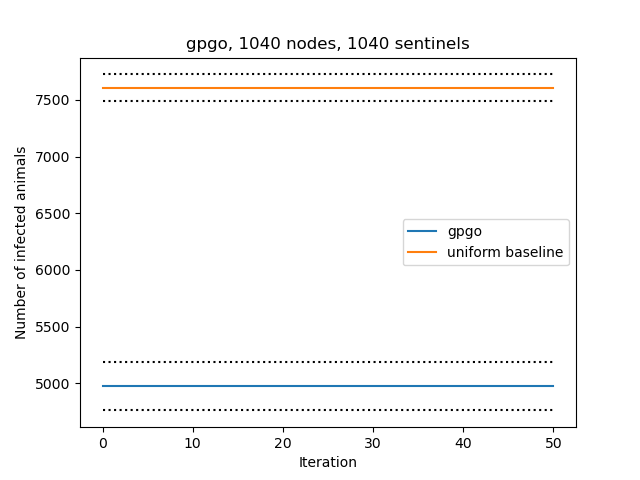 gpgo, 1040 nodes, 1040 sentinels
Number of infected animals
7500
7000
6500
6000
5500
5000
gpgo
uniform baseline
0 10 20 30 40 50
Iteration